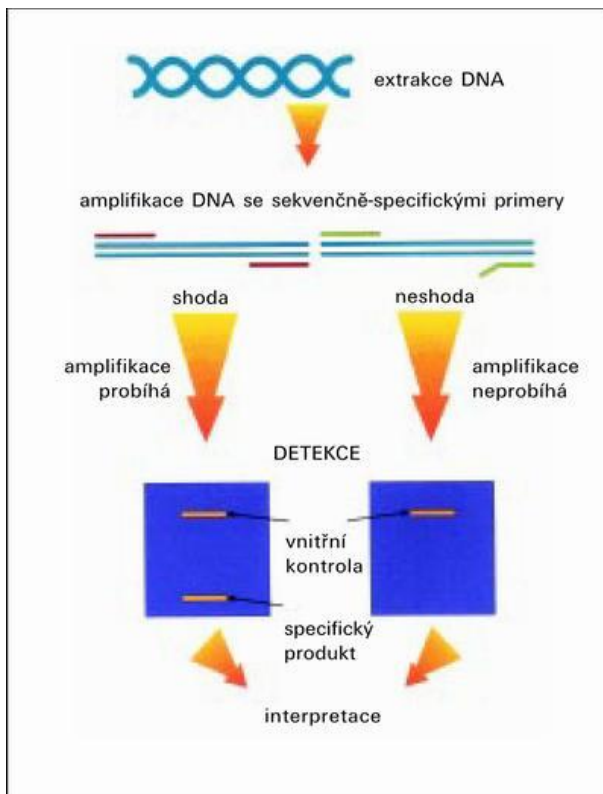 extrakce DNA
amplifikace DNA se sekvenčně-specifickými primery
shoda
neshoda
amplifikace
probíhá
amplifikace
neprobíhá
DETEKCE
vnitřní
kontrola
specifický
produkt
interpretace